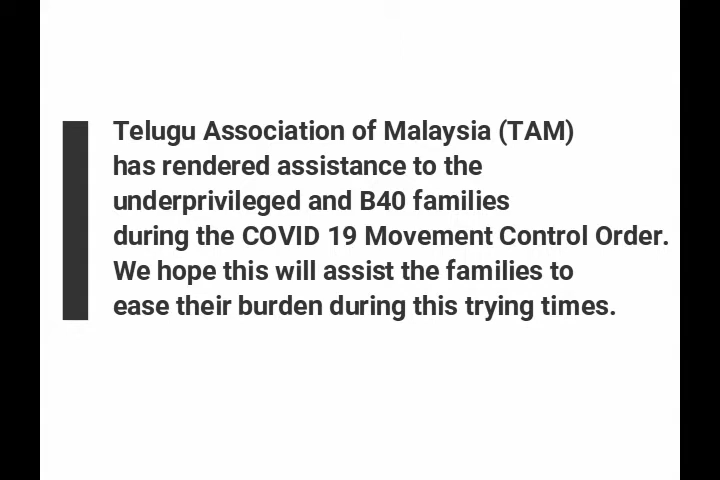 Telugu Association of Malaysia (TAM)
has rendered assistance to the
underprivileged and B40 families
during the COVID 19 Movement Control Order.
We hope this will assist the families to
ease their burden during this trying times.